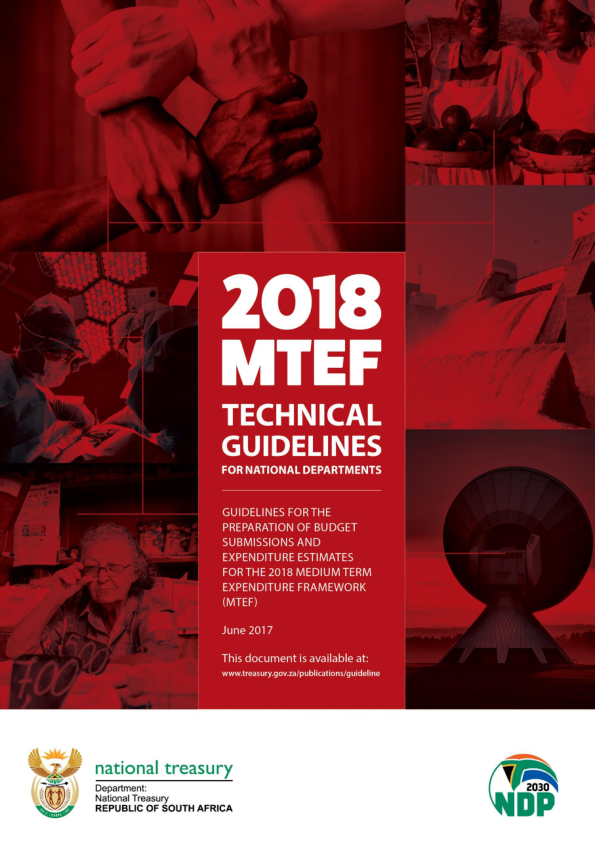 2018
MTEF
TECHNICAL
GUIDELINES
FOR NATIONAL DEPARTMENTS
GUIDELINES FOR THE
PREPARATION OF BUDGET
SUBMISSIONS AND
EXPENDITURE ESTIMATES
FOR THE 2018 MEDIUM TERM
EXPENDITURE FRAMEWORK
(MTEF)
June 2017
This document is available at:
www.treasury.gov.za/publications/guideline
7,00
national treasury
Department:
National Treasury
REPUBLIC OF SOUTH AFRICA
2030
NDP